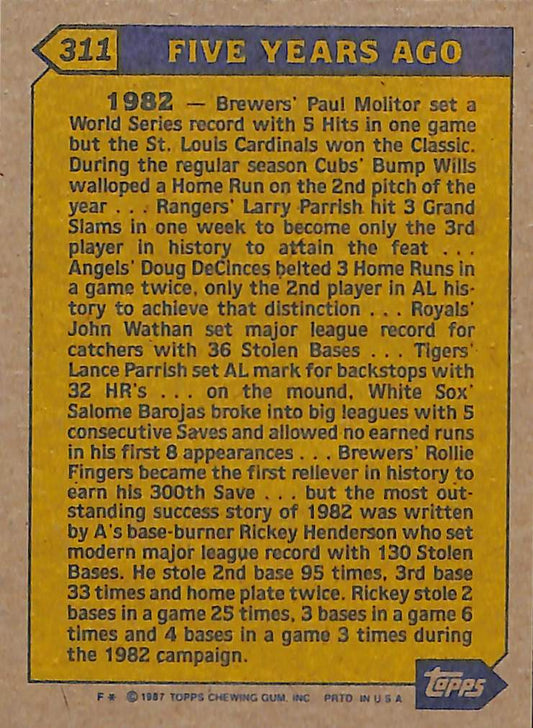 311 FIVE YEARS AGO
1982 — Brewers' Paul Molitor set a
World Series record with 5 Hits in one game
but the St. Louis Cardinals won the Classic.
During the regular season Cubs' Bump Wills
walloped a Home Run on the 2nd pitch of the
year . . . Rangers' Larry Parrish hit 3 Grand
Slams in one week to become only the 3rd
player in history to attain the feat . . .
Angels' Doug DeCinces belted 3 Home Runs in
a game twice, only the 2nd player in AL his-
tory to achieve that distinction . . . Royals'
John Wathan set major league record for
catchers with 36 Stolen Bases . . . Tigers'
Lance Parrish set AL mark for backstops with
32 HR's . . . on the mound, White Sox'
Salome Barojas broke into big leagues with 5
consecutive Saves and allowed no earned runs
in his first 8 appearances . . . Brewers' Rollie
Fingers became the first reliever in history to
earn his 300th Save . . . but the most out-
standing success story of 1982 was written
by A's base-burner Rickey Henderson who set
modern major league record with 130 Stolen
Bases. He stole 2nd base 95 times, 3rd base
33 times and home plate twice. Rickey stole 2
bases in a game 25 times, 3 bases in a game 6
times and 4 bases in a game 3 times during
the 1982 campaign.
topps
F* © 1987 TOPPS CHEWING GUM, INC PRTD IN U S A